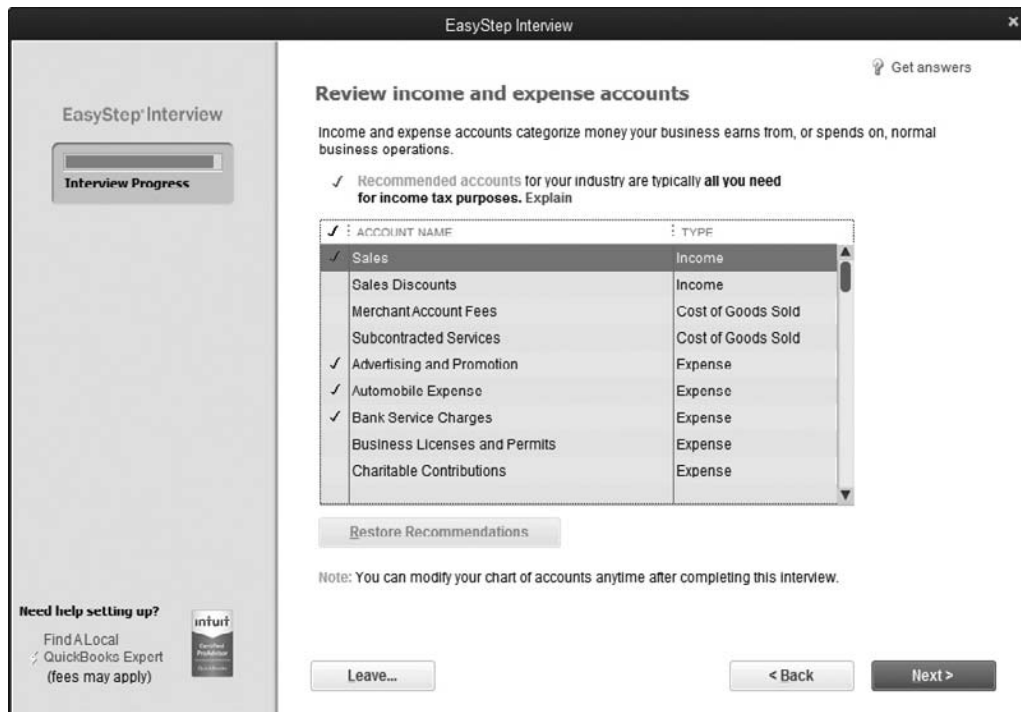 EasyStep Interview
Get answers
EasyStep Interview
Interview Progress
Review income and expense accounts
Income and expense accounts categorize money your business earns from, or spends on, normal
business operations.
✓ Recommended accounts for your industry are typically all you need
for income tax purposes. Explain
✓ ACCOUNT NAME TYPE
✓ Sales Income
Sales Discounts Income
Merchant Account Fees Cost of Goods Sold
Subcontracted Services Cost of Goods Sold
✓ Advertising and Promotion Expense
✓ Automobile Expense Expense
✓ Bank Service Charges Expense
Business Licenses and Permits Expense
Charitable Contributions Expense
Restore Recommendations
Note: You can modify your chart of accounts anytime after completing this interview.
Need help setting up?
Find A Local
QuickBooks Expert
(fees may apply)
intuit
Certified
ProAdvisor
Leave...
< Back
Next >